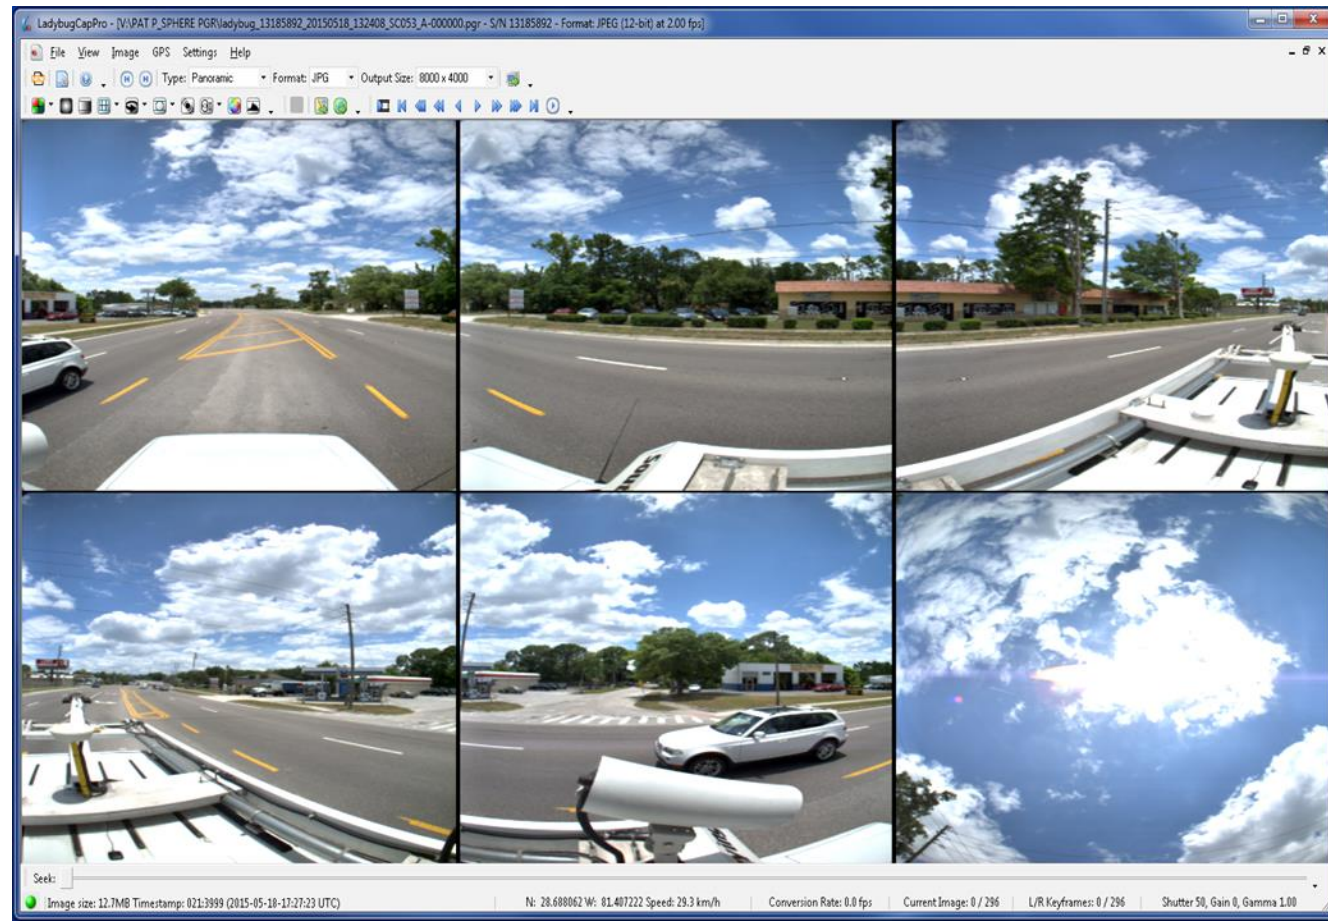 LadybugCapPro - [V:\PAT P_SPHERE PGR\ladybug_13185892_20150518_132408_SC053_A-000000.pgr - S/N 13185892 - Format: JPEG (12-bit) at 2.00 fps]
File View Image GPS Settings Help
Type: Panoramic Format: JPG Output Size: 8000 x 4000
Seek:
Image size: 12.7MB Timestamp: 021:3999 (2015-05-18-17:27:23 UTC) N: 28.688062 W: 81.407222 Speed: 29.3 km/h Conversion Rate: 0.0 fps Current Image: 0 / 296 L/R Keyframes: 0 / 296 Shutter 50, Gain 0, Gamma 1.00